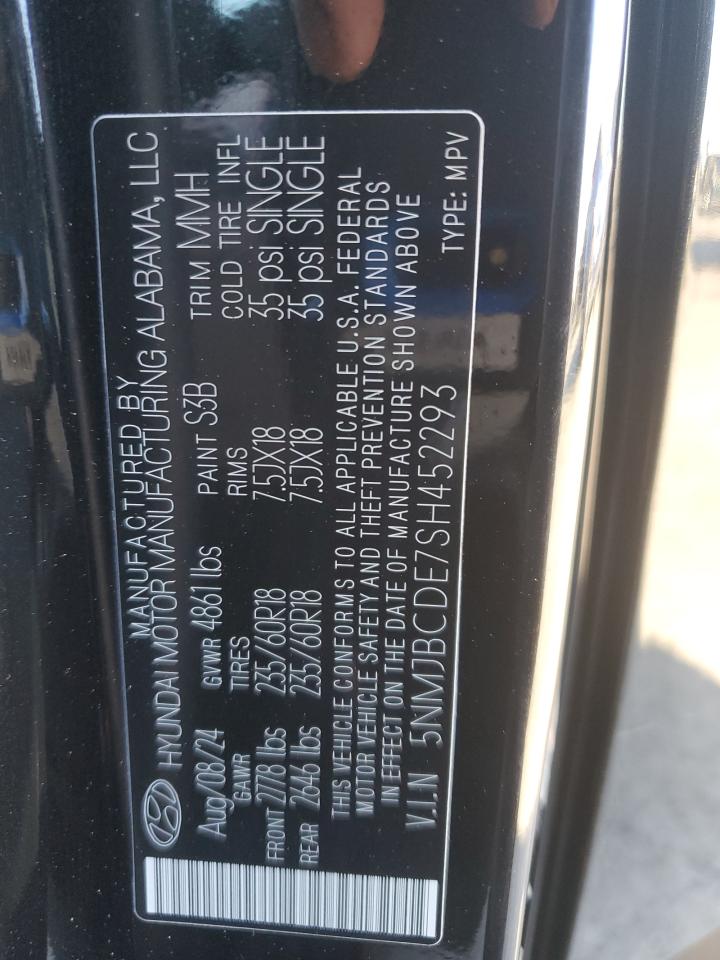 MANUFACTURED BY
HYUNDAI MOTOR MANUFACTURING ALABAMA, LLC
Aug/08/24 GVWR 4861 lbs PAINT S3B TRIM MMH
GAWR TIRES RIMS COLD TIRE INFL
FRONT 2778 lbs 235/60R18 7.5JX18 35 psi SINGLE
REAR 2646 lbs 235/60R18 7.5JX18 35 psi SINGLE
THIS VEHICLE CONFORMS TO ALL APPLICABLE U.S.A. FEDERAL
MOTOR VEHICLE SAFETY AND THEFT PREVENTION STANDARDS
IN EFFECT ON THE DATE OF MANUFACTURE SHOWN ABOVE
V.I.N 5NMJBCDE7SH452293 TYPE: MPV